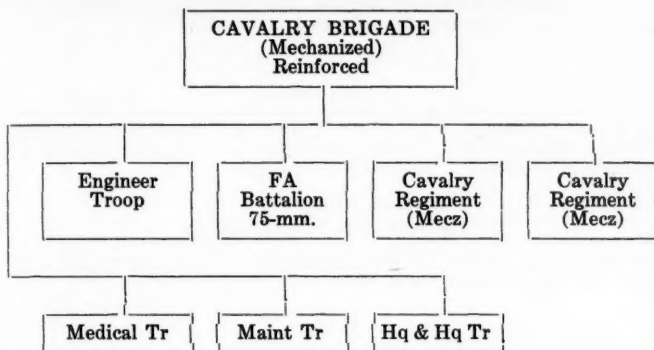 CAVALRY BRIGADE
(Mechanized)
Reinforced
Engineer
Troop
FA
Battalion
75-mm.
Cavalry
Regiment
(Mecz)
Cavalry
Regiment
(Mecz)
Medical Tr
Maint Tr
Hq & Hq Tr